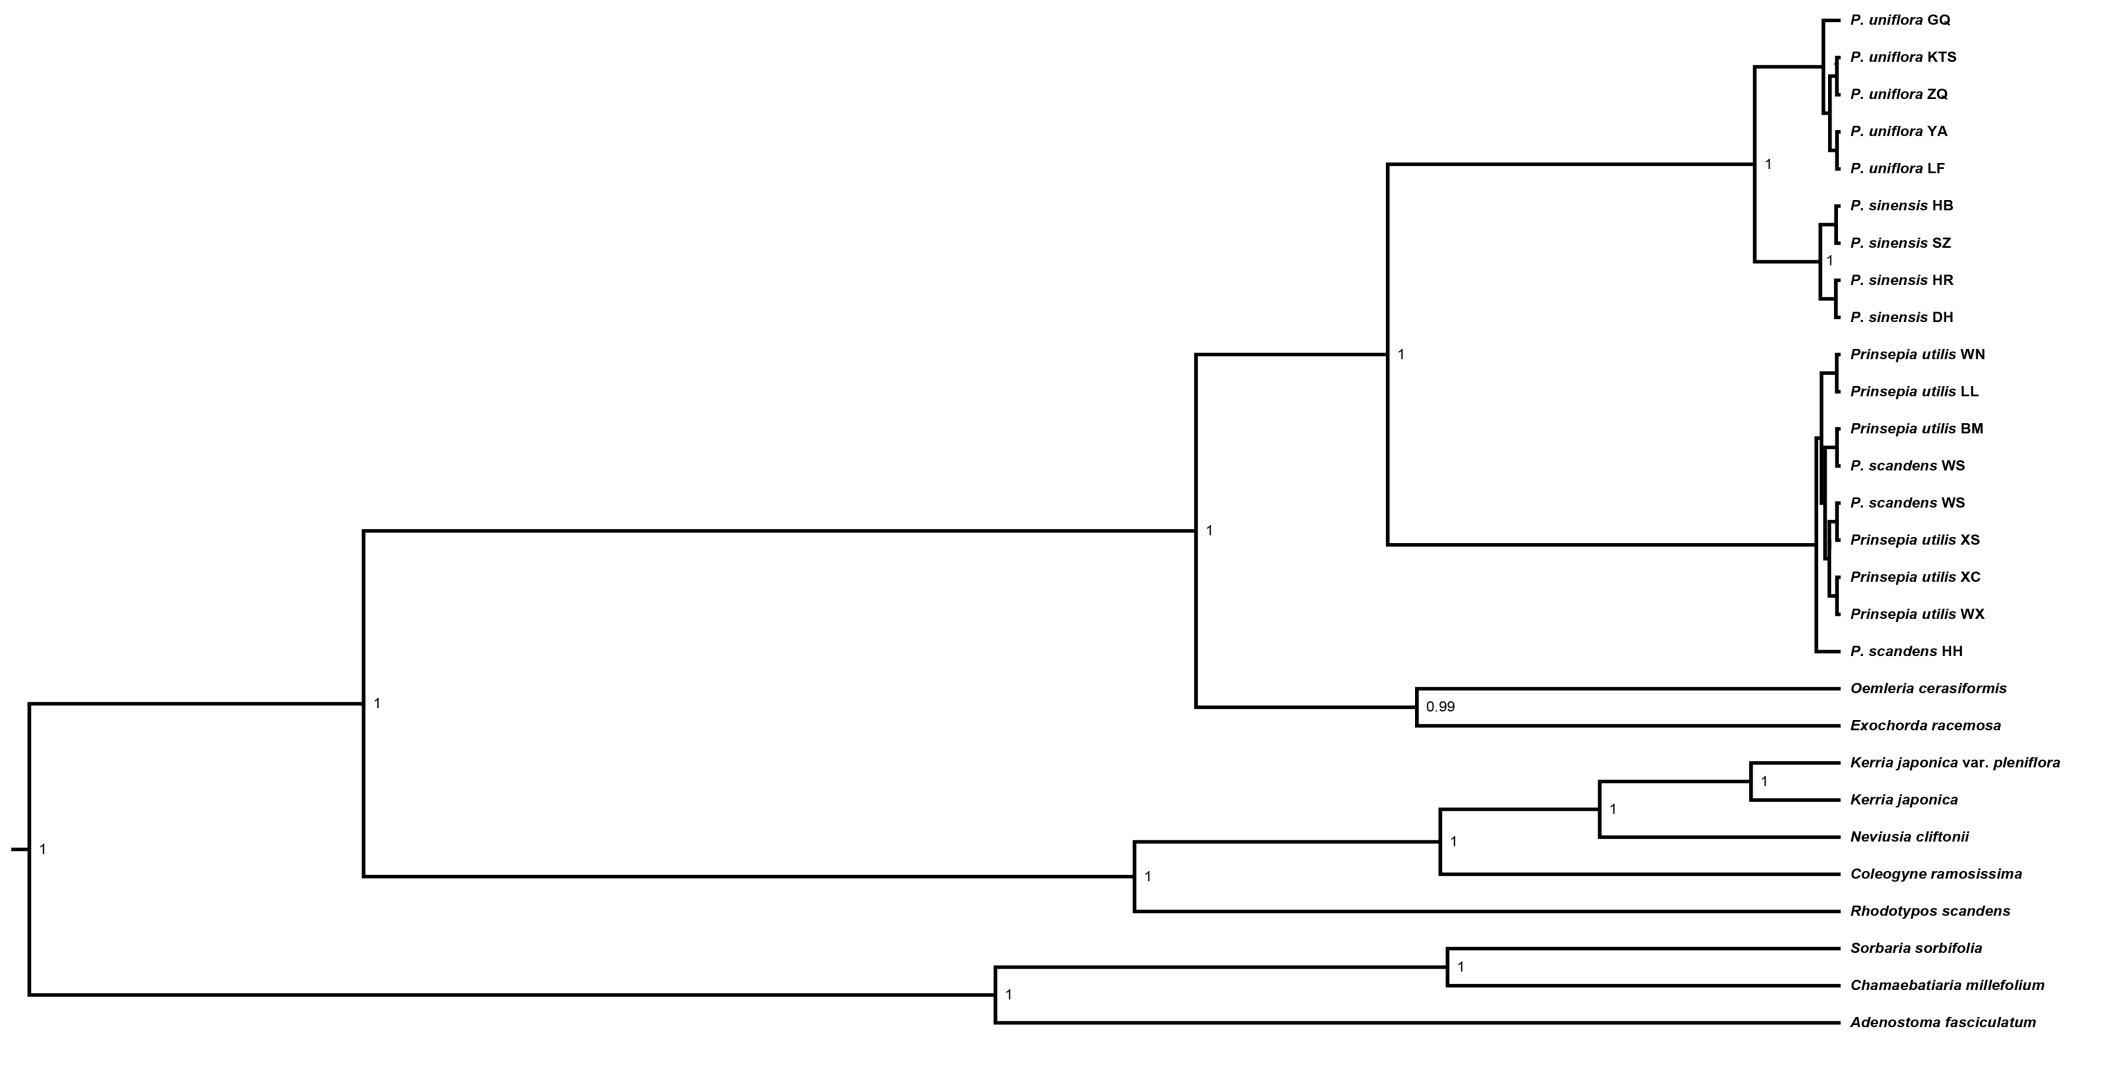 P. uniflora GQ
P. uniflora KTS
P. uniflora ZQ
P. uniflora YA
1
P. uniflora LF
P. sinensis HB
P. sinensis SZ
1
P. sinensis HR
P. sinensis DH
1
Prinsepia utilis WN
Prinsepia utilis LL
Prinsepia utilis BM
P. scandens WS
P. scandens WS
1
Prinsepia utilis XS
Prinsepia utilis XC
Prinsepia utilis WX
P. scandens HH
Oemleria cerasiformis
1
0.99
Exochorda racemosa
Kerria japonica var. pleniflora
1
Kerria japonica
1
Neviusia cliftonii
1
1
Coleogyne ramosissima
1
Rhodotypos scandens
Sorbaria sorbifolia
1
Chamaebatiaria millefolium
1
Adenostoma fasciculatum